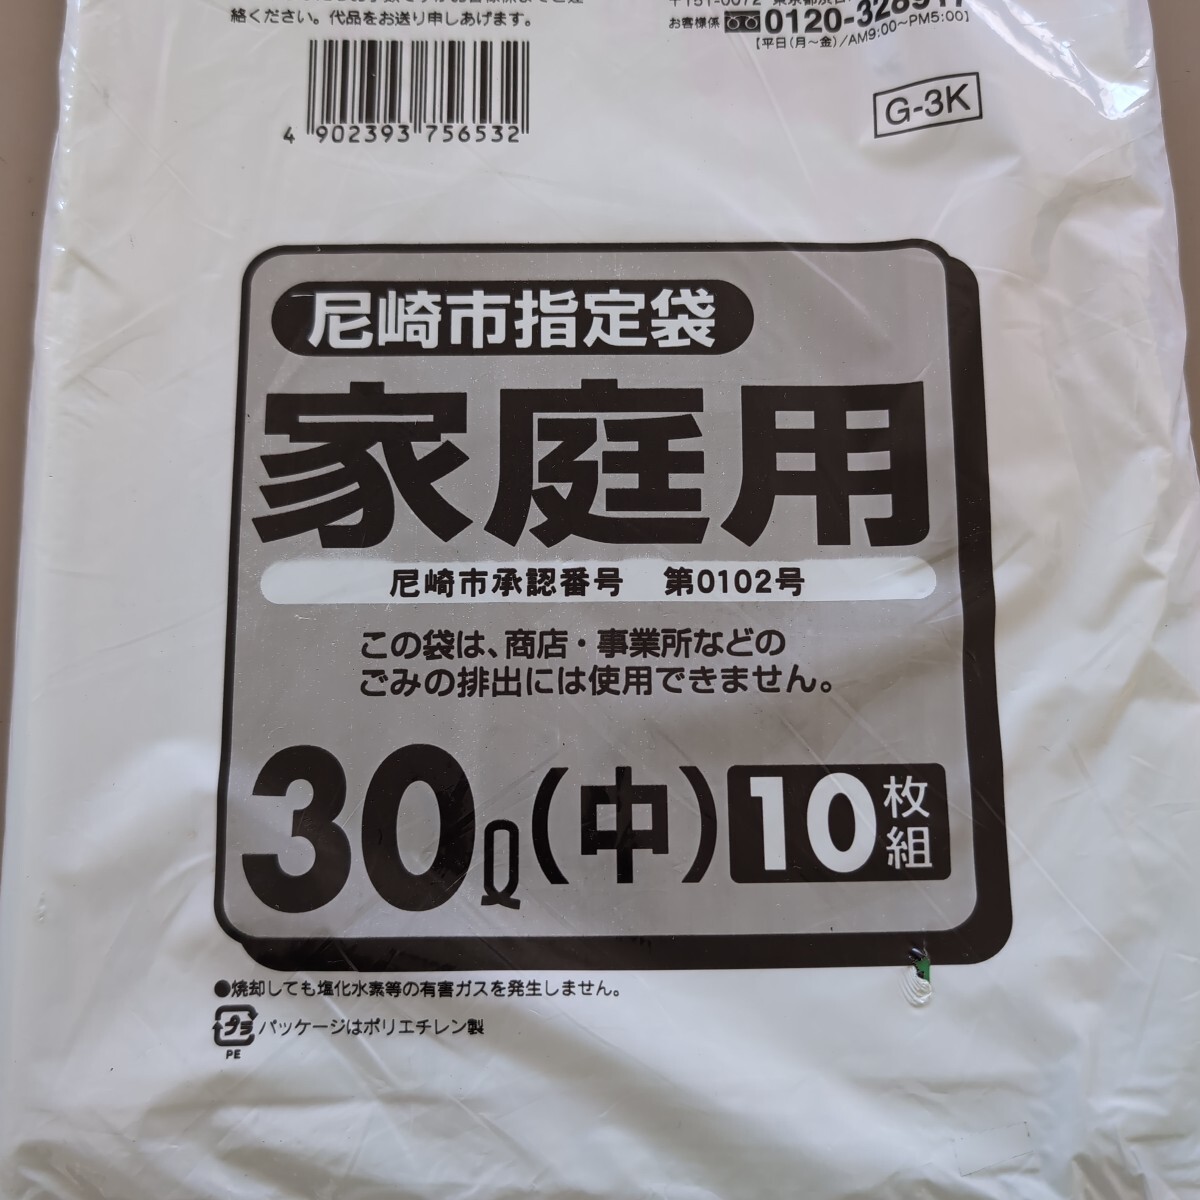 絡ください。代品をお送り申しあげます。
4 902393 756532
お客様係 0120-328917
【平日(月~金)/AM9:00~PM5:00】
G-3K
尼崎市指定袋
家庭用
尼崎市承認番号 第0102号
この袋は、商店・事業所などの
ごみの排出には使用できません。
30ℓ(中) 10枚組
●焼却しても塩化水素等の有害ガスを発生しません。
プラ パッケージはポリエチレン製
PE